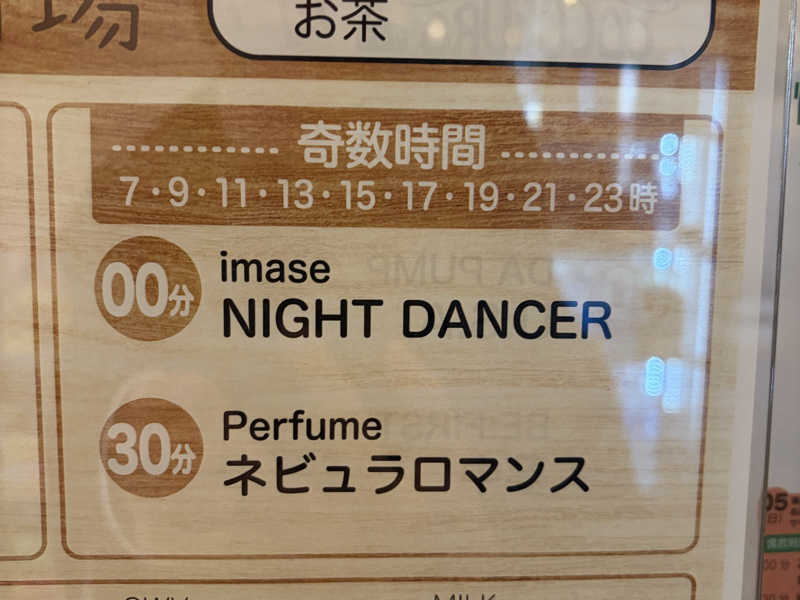 場
お茶
奇数時間
7・9・11・13・15・17・19・21・23時
00分
imase
NIGHT DANCER
30分
Perfume
ネビュラロマンス